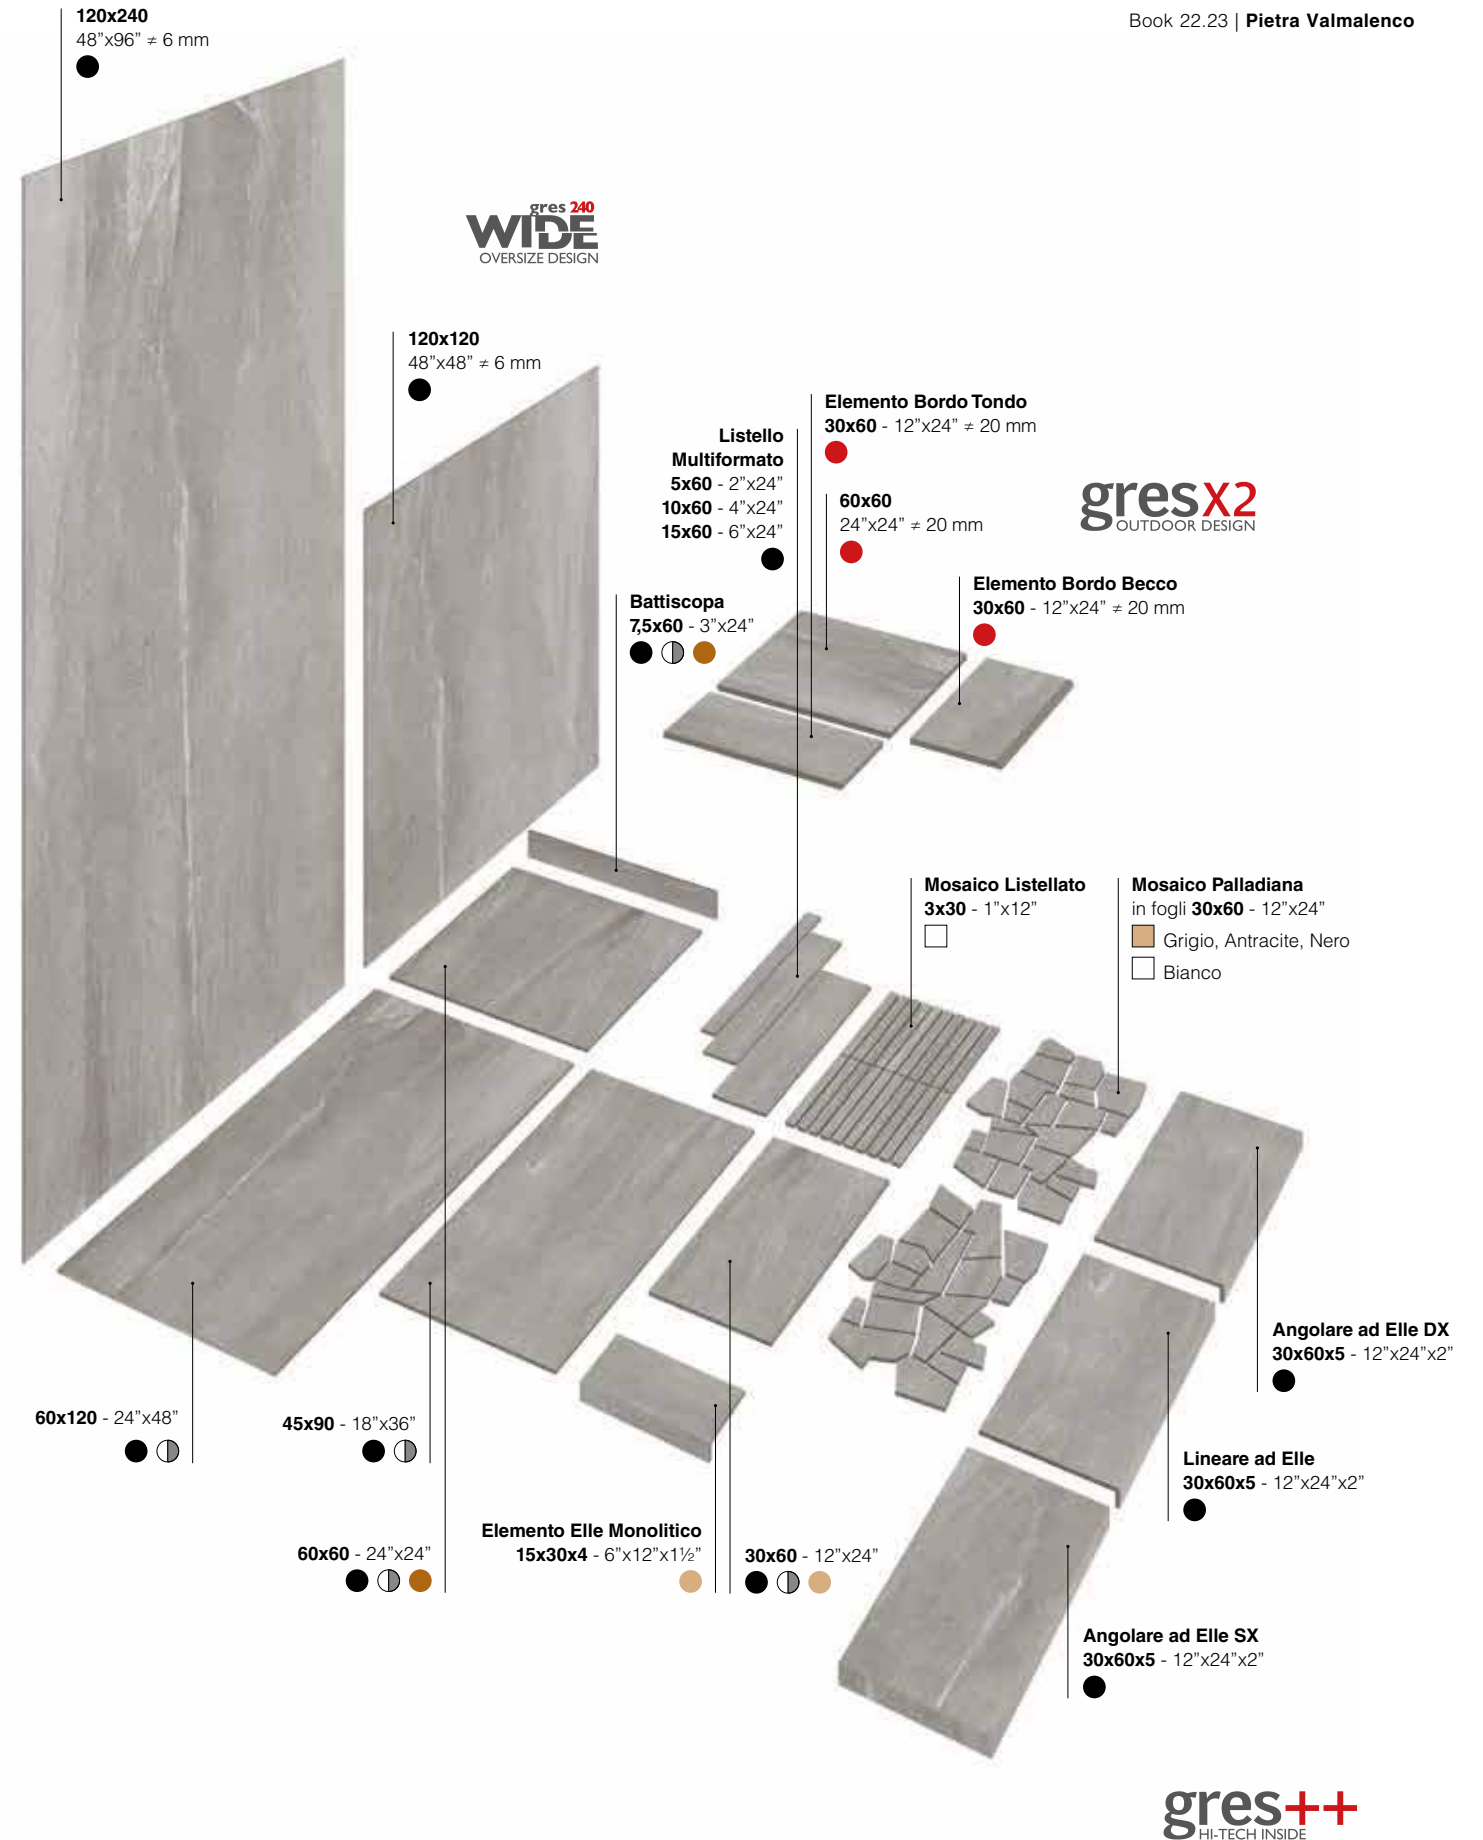 120x240
48”x96” ≠ 6 mm
Book 22.23 | Pietra Valmalenco
gres 240
WIDE
OVERSIZE DESIGN
120x120
48”x48” ≠ 6 mm
Listello
Multiformato
5x60 - 2”x24”
10x60 - 4”x24”
15x60 - 6”x24”
Elemento Bordo Tondo
30x60 - 12”x24” ≠ 20 mm
60x60
24”x24” ≠ 20 mm
gres x2
OUTDOOR DESIGN
Elemento Bordo Becco
30x60 - 12”x24” ≠ 20 mm
Battiscopa
7,5x60 - 3”x24”
Mosaico Listellato
3x30 - 1”x12”
Mosaico Palladiana
in fogli 30x60 - 12”x24”
Grigio, Antracite, Nero
Bianco
Angolare ad Elle DX
30x60x5 - 12”x24”x2”
60x120 - 24”x48”
45x90 - 18”x36”
Lineare ad Elle
30x60x5 - 12”x24”x2”
60x60 - 24”x24”
Elemento Elle Monolitico
15x30x4 - 6”x12”x1½”
30x60 - 12”x24”
Angolare ad Elle SX
30x60x5 - 12”x24”x2”
gres++
HI-TECH INSIDE